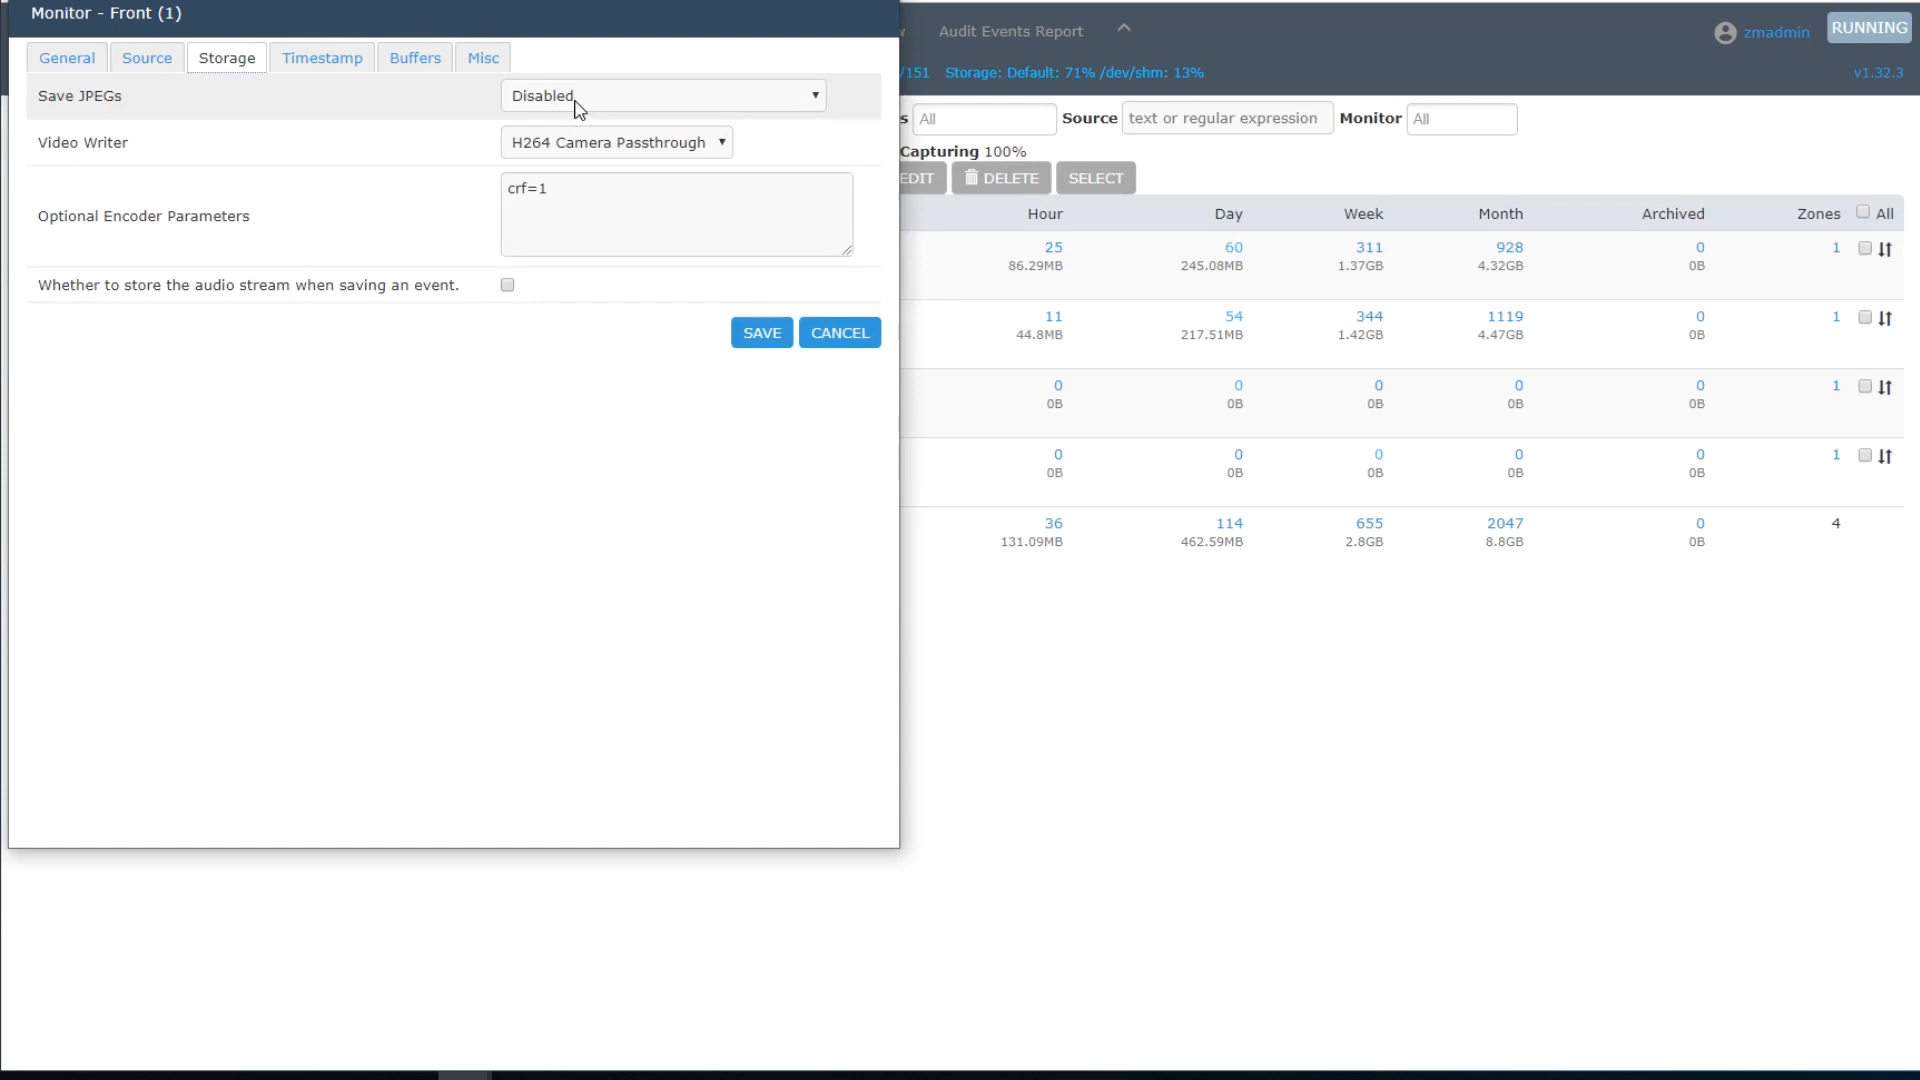 Monitor - Front (1)
General Source Storage Timestamp Buffers Misc
Save JPEGs Disabled
Video Writer H264 Camera Passthrough
Optional Encoder Parameters crf=1
Whether to store the audio stream when saving an event.
SAVE CANCEL
Audit Events Report
zmadmin RUNNING
/151 Storage: Default: 71% /dev/shm: 13% v1.32.3
s All Source text or regular expression Monitor All
Capturing 100%
EDIT DELETE SELECT
Hour Day Week Month Archived Zones All
25 60 311 928 0 1
86.29MB 245.08MB 1.37GB 4.32GB 0B
11 54 344 1119 0 1
44.8MB 217.51MB 1.42GB 4.47GB 0B
0 0 0 0 0 1
0B 0B 0B 0B 0B
0 0 0 0 0 1
0B 0B 0B 0B 0B
36 114 655 2047 0 4
131.09MB 462.59MB 2.8GB 8.8GB 0B